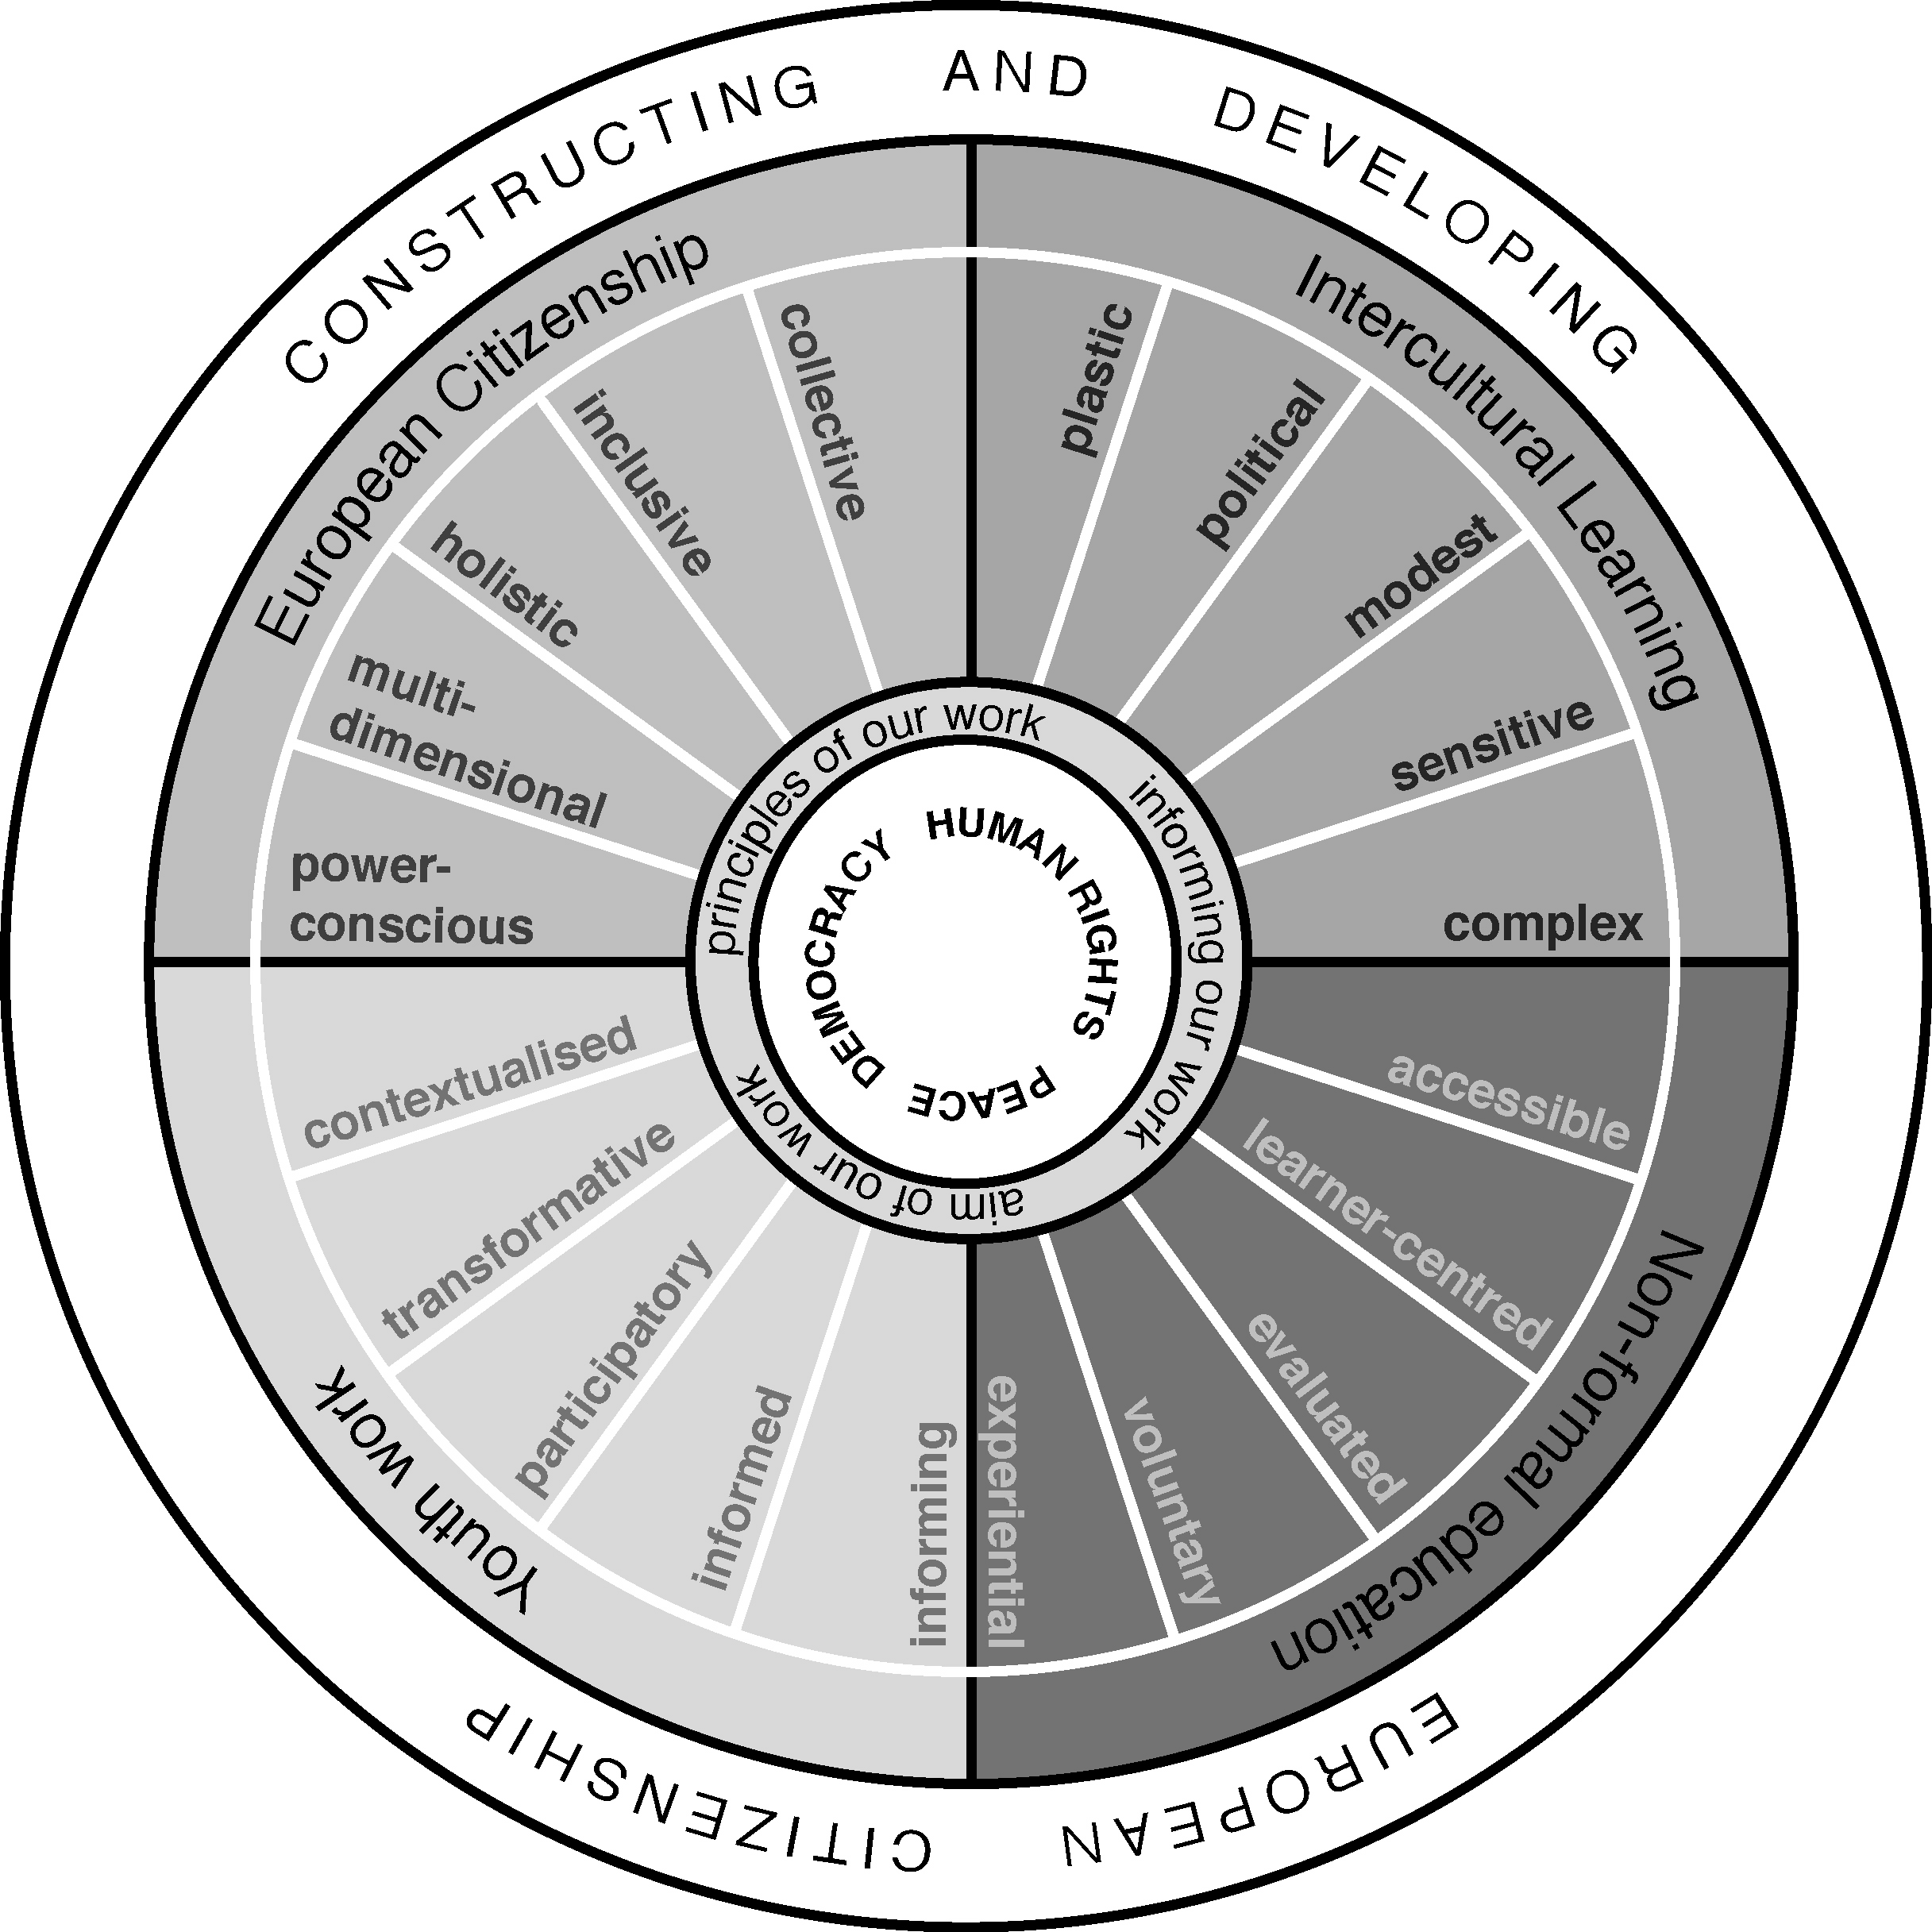 CONSTRUCTING AND DEVELOPING
EUROPEAN CITIZENSHIP
European Citizenship
power-
conscious
multi-
dimensional
holistic
inclusive
collective
Intercultural Learning
plastic
political
modest
sensitive
complex
Non-formal education
accessible
learner-centred
evaluated
voluntary
experiential
Youth work
informing
informed
participatory
transformative
contextualised
principles of our work
informing our work
aim of our work
HUMAN RIGHTS
PEACE
DEMOCRACY